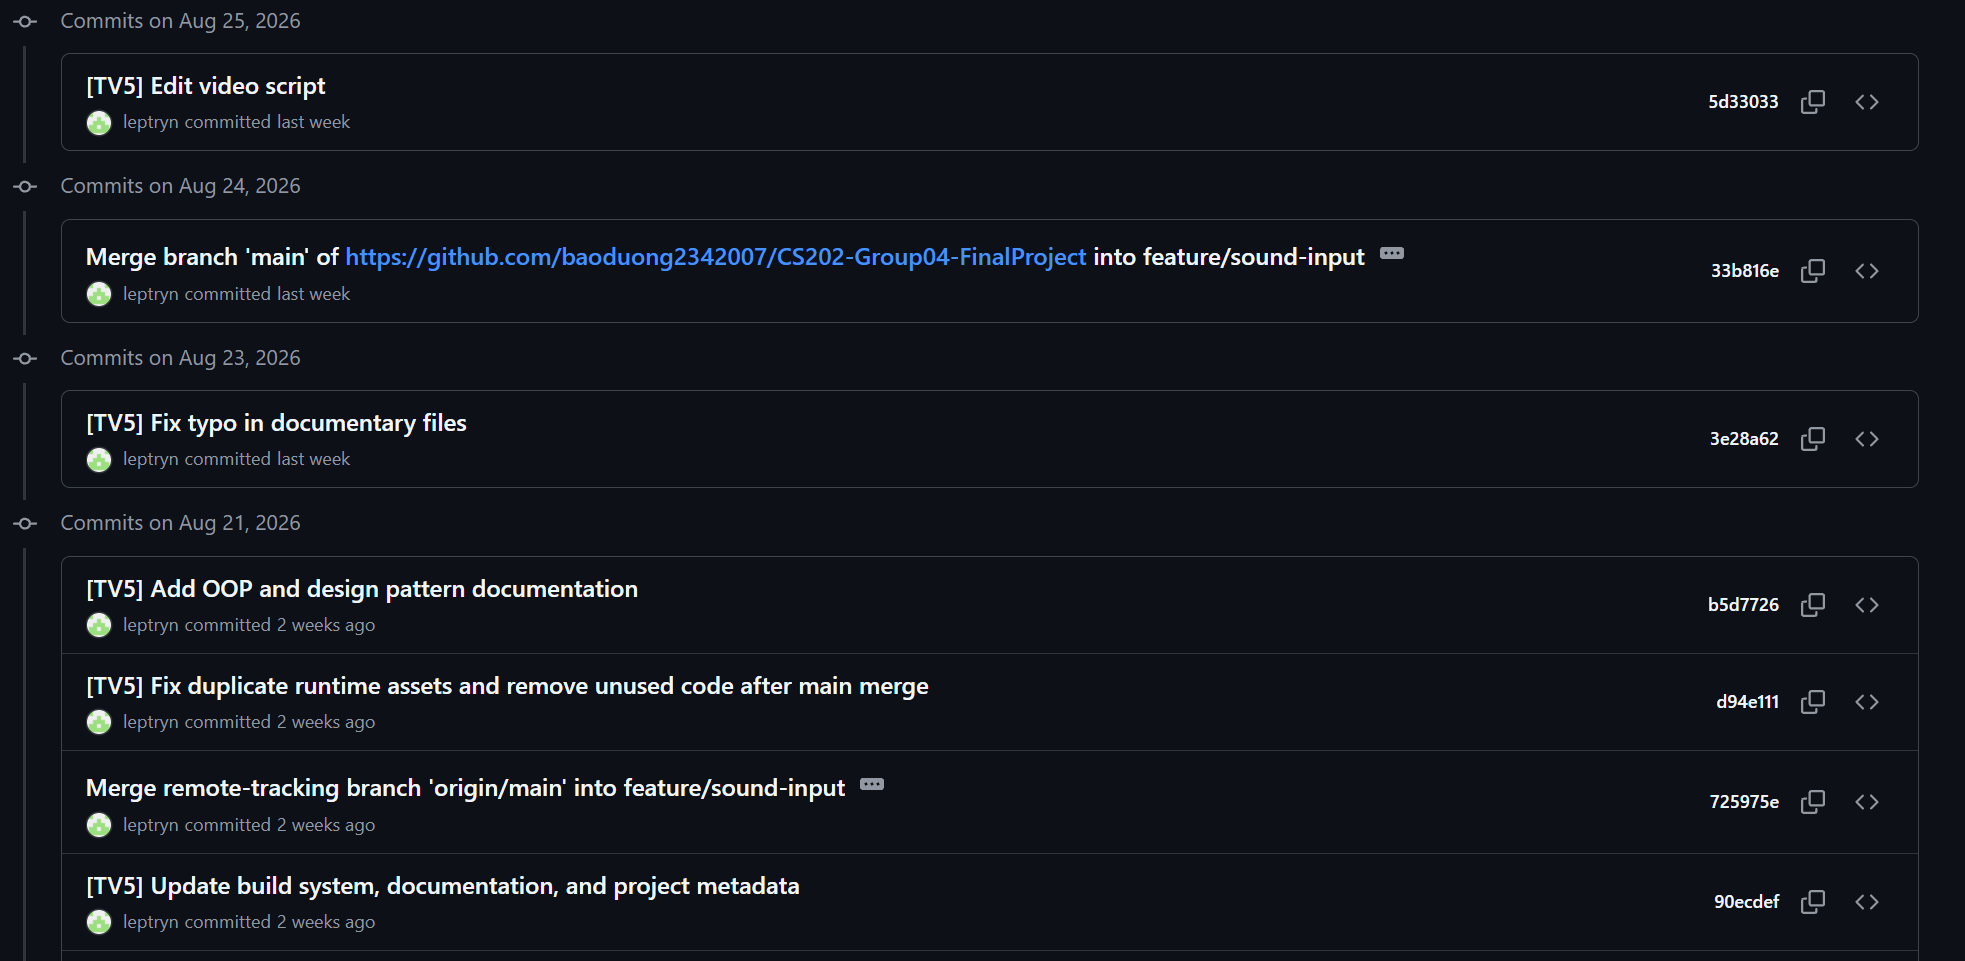 Commits on Aug 25, 2026
[TV5] Edit video script
leptryn committed last week
5d33033
Commits on Aug 24, 2026
Merge branch 'main' of https://github.com/baoduong2342007/CS202-Group04-FinalProject into feature/sound-input
leptryn committed last week
33b816e
Commits on Aug 23, 2026
[TV5] Fix typo in documentary files
leptryn committed last week
3e28a62
Commits on Aug 21, 2026
[TV5] Add OOP and design pattern documentation
leptryn committed 2 weeks ago
b5d7726
[TV5] Fix duplicate runtime assets and remove unused code after main merge
leptryn committed 2 weeks ago
d94e111
Merge remote-tracking branch 'origin/main' into feature/sound-input
leptryn committed 2 weeks ago
725975e
[TV5] Update build system, documentation, and project metadata
leptryn committed 2 weeks ago
90ecdef